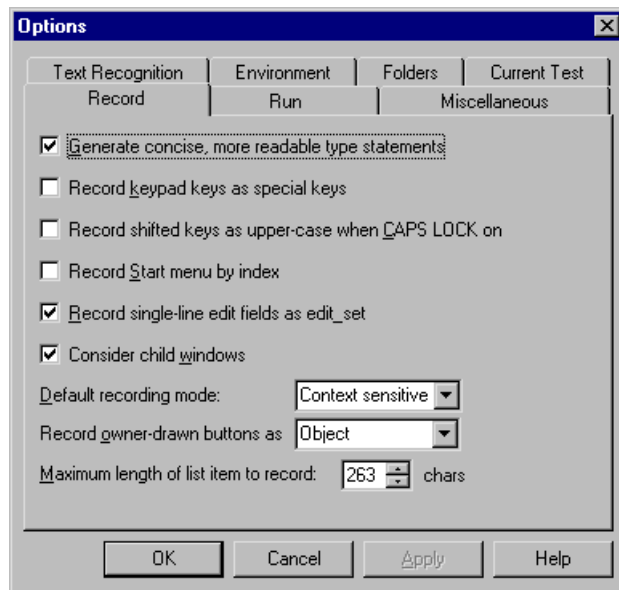 Options
Text Recognition Environment Folders Current Test
Record Run Miscellaneous
Generate concise, more readable type statements
Record keypad keys as special keys
Record shifted keys as upper-case when CAPS LOCK on
Record Start menu by index
Record single-line edit fields as edit_set
Consider child windows
Default recording mode: Context sensitive
Record owner-drawn buttons as Object
Maximum length of list item to record: 263 chars
OK Cancel Apply Help